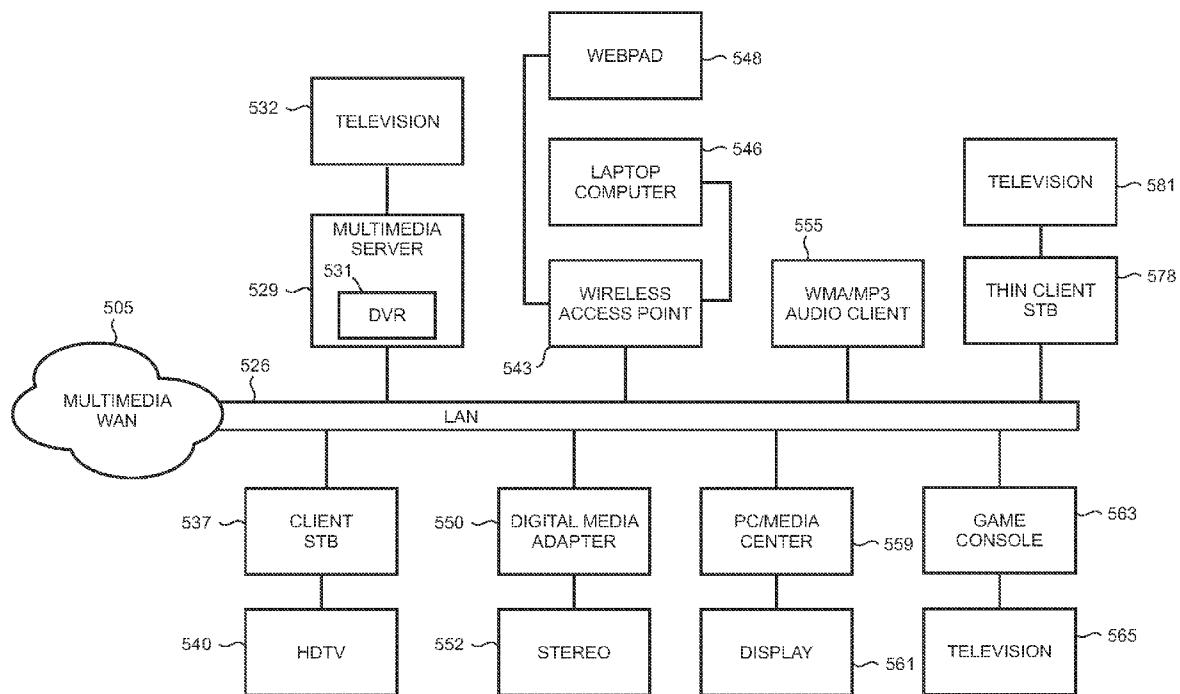 WEBPAD
548
532
TELEVISION
546
LAPTOP
COMPUTER
TELEVISION
581
MULTIMEDIA
SERVER
555
531
529
DVR
WIRELESS
ACCESS POINT
WMA/MP3
AUDIO CLIENT
THIN CLIENT
STB
578
505
543
526
MULTIMEDIA
WAN
LAN
537
CLIENT
STB
550
DIGITAL MEDIA
ADAPTER
PC/MEDIA
CENTER
559
GAME
CONSOLE
563
540
HDTV
552
STEREO
DISPLAY
561
TELEVISION
565